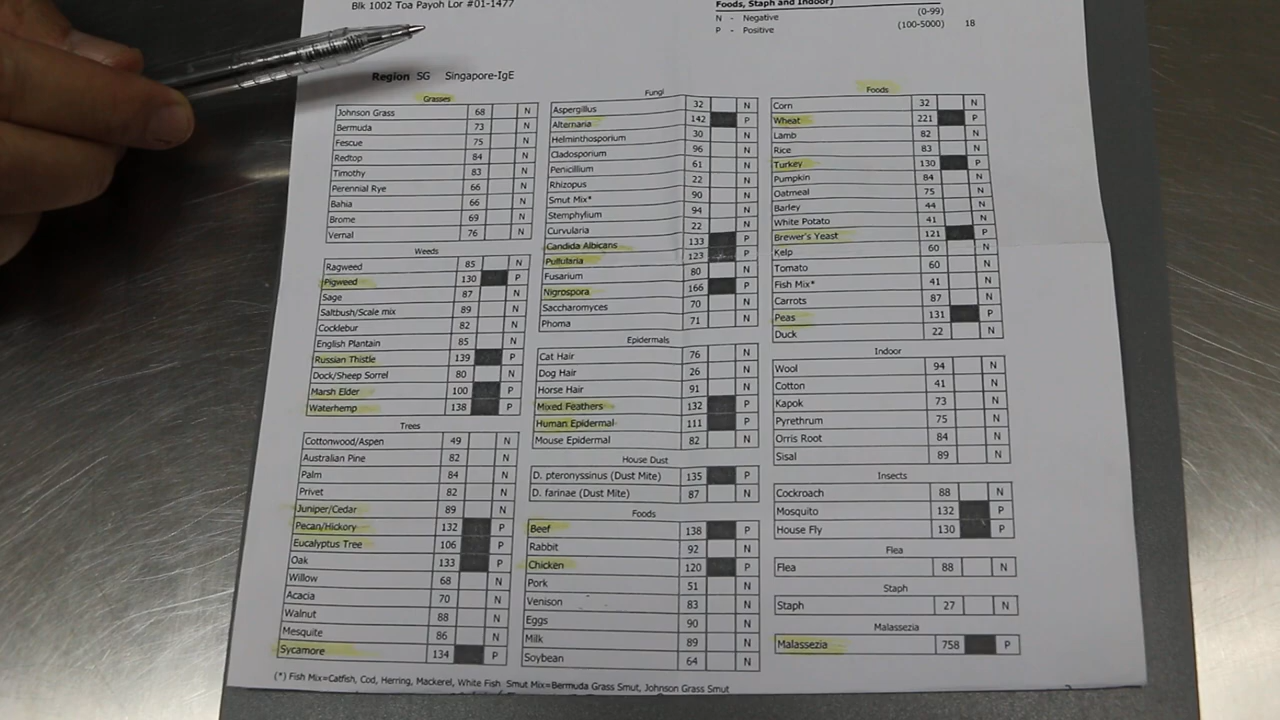 Blk 1002 Toa Payoh Lor #01-1477
Foods, Staph and Indoor)
N - Negative (0-99)
P - Positive (100-5000) 18
Region SG Singapore-IgE
Grasses
Johnson Grass 68 N
Bermuda 73 N
Fescue 75 N
Redtop 84 N
Timothy 83 N
Perennial Rye 66 N
Bahia 66 N
Brome 69 N
Vernal 76 N
Weeds
Ragweed 85 N
Pigweed 130 P
Sage 87 N
Saltbush/Scale mix 89 N
Cocklebur 82 N
English Plantain 85 N
Russian Thistle 139 P
Dock/Sheep Sorrel 80 N
Marsh Elder 100 P
Waterhemp 138 P
Trees
Cottonwood/Aspen 49 N
Australian Pine 82 N
Palm 84 N
Privet 82 N
Juniper/Cedar 89 N
Pecan/Hickory 132 P
Eucalyptus Tree 106 P
Oak 133 P
Willow 68 N
Acacia 70 N
Walnut 88 N
Mesquite 86 N
Sycamore 134 P
Fungi
Aspergillus 32 N
Alternaria 142 P
Helminthosporium 30 N
Cladosporium 96 N
Penicillium 61 N
Rhizopus 22 N
Smut Mix* 90 N
Stemphylium 94 N
Curvularia 22 N
Candida Albicans 133 P
Pullularia 123 P
Fusarium 80 N
Nigrospora 166 P
Saccharomyces 70 N
Phoma 71 N
Epidermals
Cat Hair 76 N
Dog Hair 26 N
Horse Hair 91 N
Mixed Feathers 132 P
Human Epidermal 111 P
Mouse Epidermal 82 N
House Dust
D. pteronyssinus (Dust Mite) 135 P
D. farinae (Dust Mite) 87 N
Foods
Beef 138 P
Rabbit 92 N
Chicken 120 P
Pork 51 N
Venison 83 N
Eggs 90 N
Milk 89 N
Soybean 64 N
Foods
Corn 32 N
Wheat 221 P
Lamb 82 N
Rice 83 N
Turkey 130 P
Pumpkin 84 N
Oatmeal 75 N
Barley 44 N
White Potato 41 N
Brewer's Yeast 121 P
Kelp 60 N
Tomato 60 N
Fish Mix* 41 N
Carrots 87 N
Peas 131 P
Duck 22 N
Indoor
Wool 94 N
Cotton 41 N
Kapok 73 N
Pyrethrum 75 N
Orris Root 84 N
Sisal 89 N
Insects
Cockroach 88 N
Mosquito 132 P
House Fly 130 P
Flea
Flea 88 N
Staph
Staph 27 N
Malassezia
Malassezia 758 P
(*) Fish Mix=Catfish, Cod, Herring, Mackerel, White Fish Smut Mix=Bermuda Grass Smut, Johnson Grass Smut